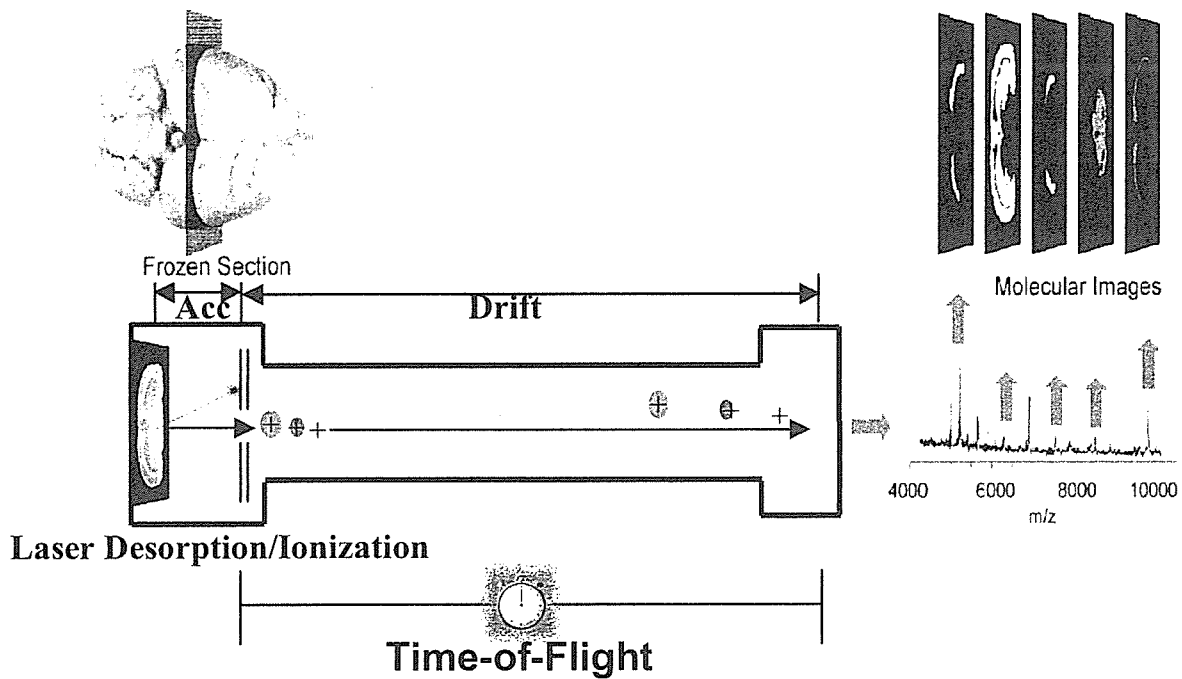 Frozen Section
Acc
Drift
Molecular Images
4000 6000 8000 10000
m/z
Laser Desorption/Ionization
Time-of-Flight